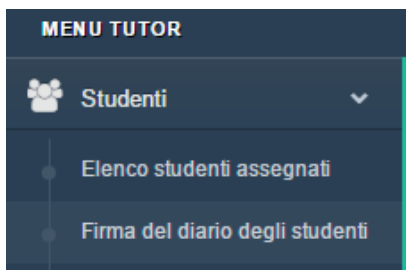 MENU TUTOR
Studenti
Elenco studenti assegnati
Firma del diario degli studenti